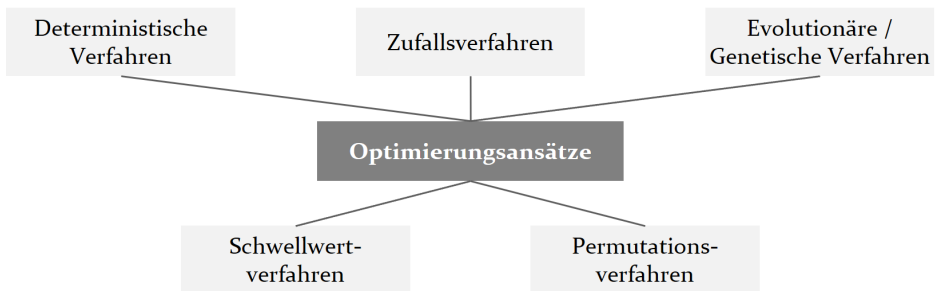 Deterministische
Verfahren
Zufallsverfahren
Evolutionäre /
Genetische Verfahren
Optimierungsansätze
Schwellwert-
verfahren
Permutations-
verfahren